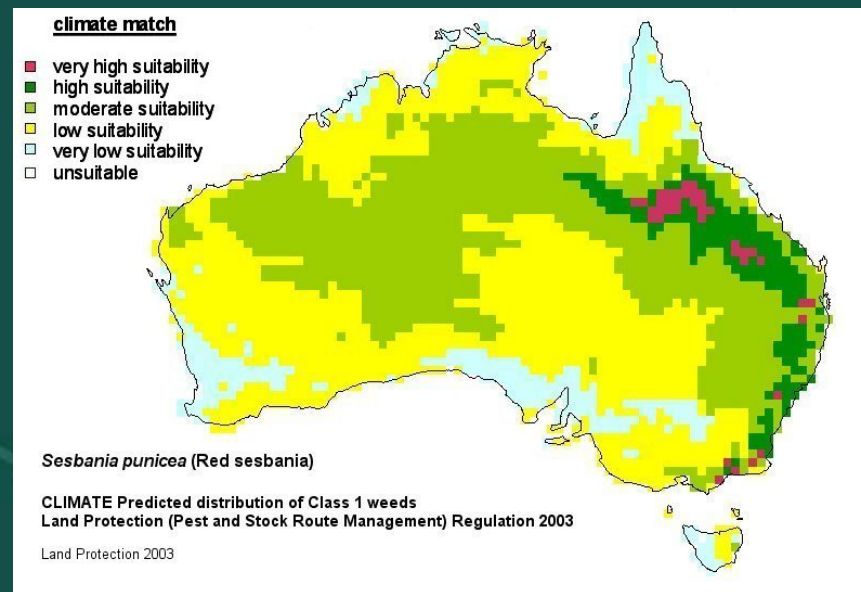 climate match
very high suitability
high suitability
moderate suitability
low suitability
very low suitability
unsuitable
Sesbania punicea (Red sesbania)
CLIMATE Predicted distribution of Class 1 weeds
Land Protection (Pest and Stock Route Management) Regulation 2003
Land Protection 2003